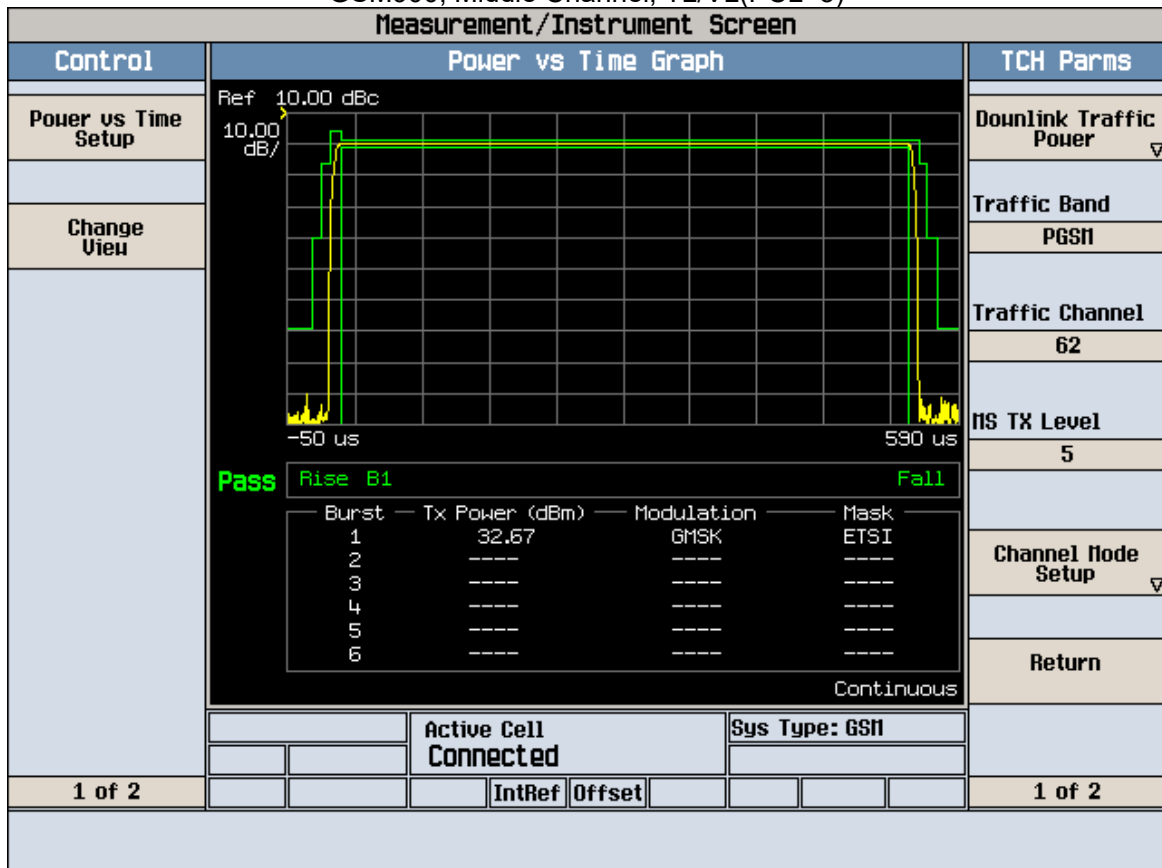 Measurement/Instrument Screen
Control
Power vs Time Graph
TCH Parms
Power vs Time
Setup
Change
View
1 of 2
Ref 10.00 dBc
10.00
dB/
-50 us
590 us
Pass
Rise B1
Fall
Burst Tx Power (dBm) Modulation Mask
1 32.67 GMSK ETSI
2 ---- ---- ----
3 ---- ---- ----
4 ---- ---- ----
5 ---- ---- ----
6 ---- ---- ----
Continuous
Active Cell
Connected
Sys Type: GSM
IntRef Offset
Downlink Traffic
Power
Traffic Band
PGSM
Traffic Channel
62
MS TX Level
5
Channel Mode
Setup
Return
1 of 2